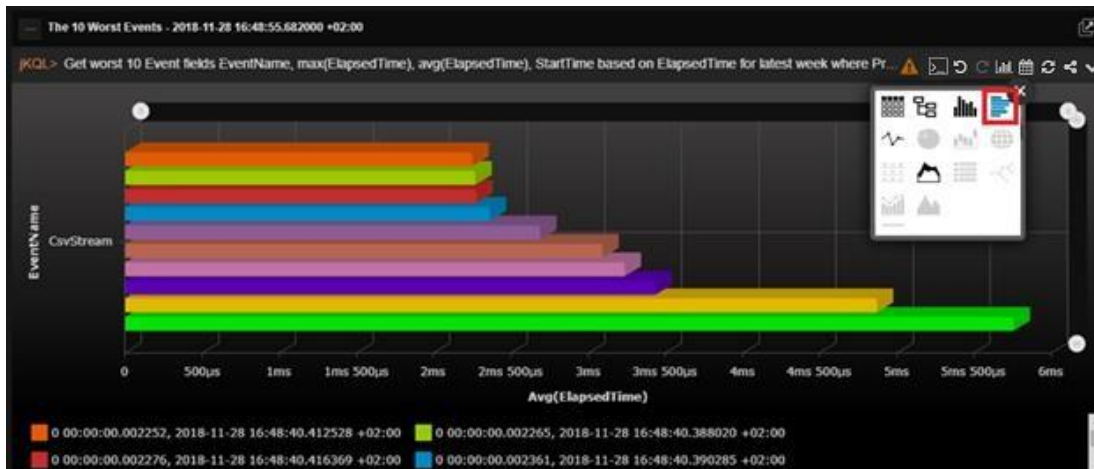 The 10 Worst Events - 2018-11-28 16:48:55.682000 +02:00
jKQL> Get worst 10 Event fields EventName, max(ElapsedTime), avg(ElapsedTime), StartTime based on ElapsedTime for latest week where Pr...
EventName
CsvStream
0 500µs 1ms 1ms 500µs 2ms 2ms 500µs 3ms 3ms 500µs 4ms 4ms 500µs 5ms 5ms 500µs 6ms
Avg(ElapsedTime)
0 00:00:00.002252, 2018-11-28 16:48:40.412528 +02:00 0 00:00:00.002265, 2018-11-28 16:48:40.388020 +02:00
0 00:00:00.002276, 2018-11-28 16:48:40.416369 +02:00 0 00:00:00.002361, 2018-11-28 16:48:40.390285 +02:00